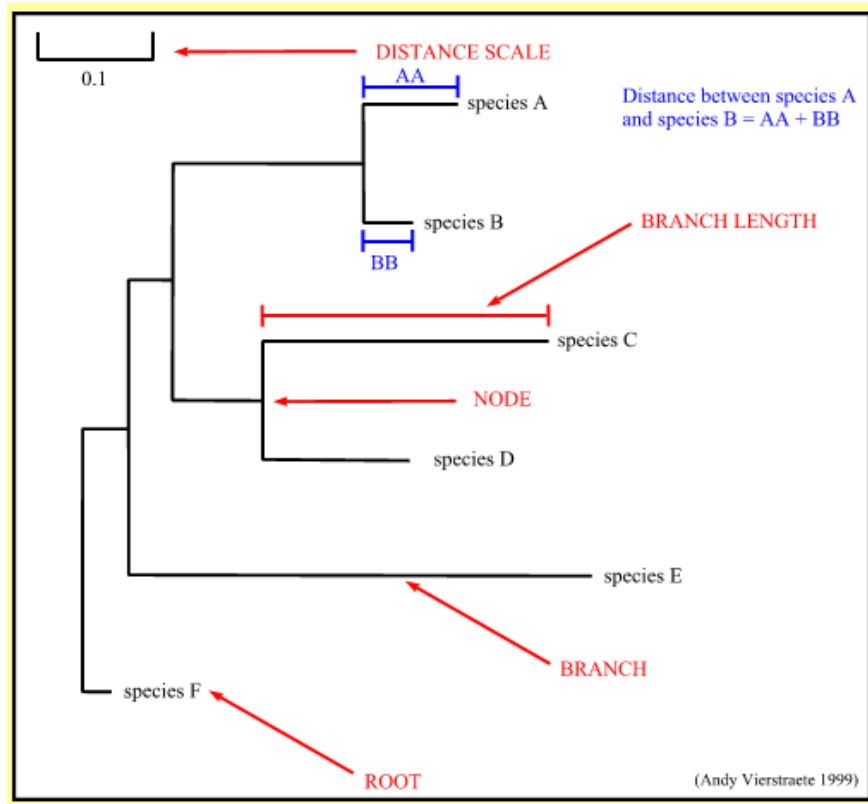 0.1
DISTANCE SCALE
AA
species A
Distance between species A
and species B = AA + BB
species B
BB
BRANCH LENGTH
species C
NODE
species D
species E
BRANCH
species F
ROOT
(Andy Vierstraete 1999)